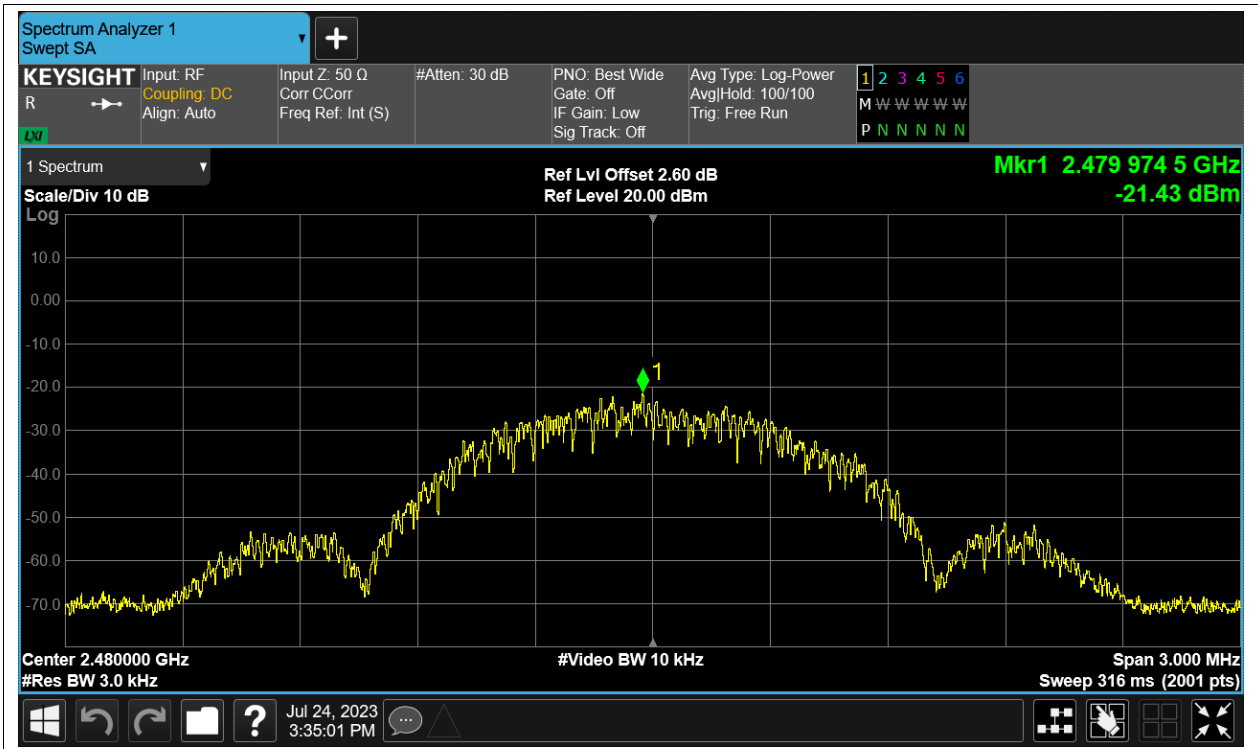 Spectrum Analyzer 1
Swept SA
KEYSIGHT
R
LXI
Input: RF
Coupling: DC
Align: Auto
Input Z: 50 Ω
Corr CCorr
Freq Ref: Int (S)
#Atten: 30 dB
PNO: Best Wide
Gate: Off
IF Gain: Low
Sig Track: Off
Avg Type: Log-Power
Avg|Hold: 100/100
Trig: Free Run
1 2 3 4 5 6
M W W W W W
P N N N N N
1 Spectrum
Scale/Div 10 dB
Log
Ref Lvl Offset 2.60 dB
Ref Level 20.00 dBm
Mkr1 2.479 974 5 GHz
-21.43 dBm
10.0
0.00
-10.0
1
-20.0
-30.0
-40.0
-50.0
-60.0
-70.0
Center 2.480000 GHz
#Res BW 3.0 kHz
#Video BW 10 kHz
Span 3.000 MHz
Sweep 316 ms (2001 pts)
?
Jul 24, 2023
3:35:01 PM